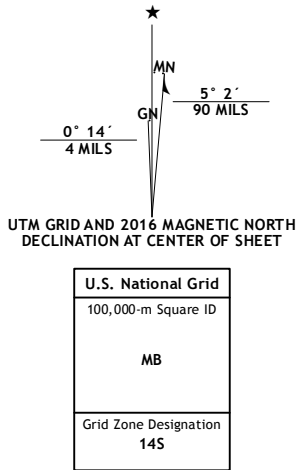 ★
MN
GN
5° 2´
90 MILS
0° 14´
4 MILS
UTM GRID AND 2016 MAGNETIC NORTH
DECLINATION AT CENTER OF SHEET
U.S. National Grid
100,000-m Square ID
MB
Grid Zone Designation
14S